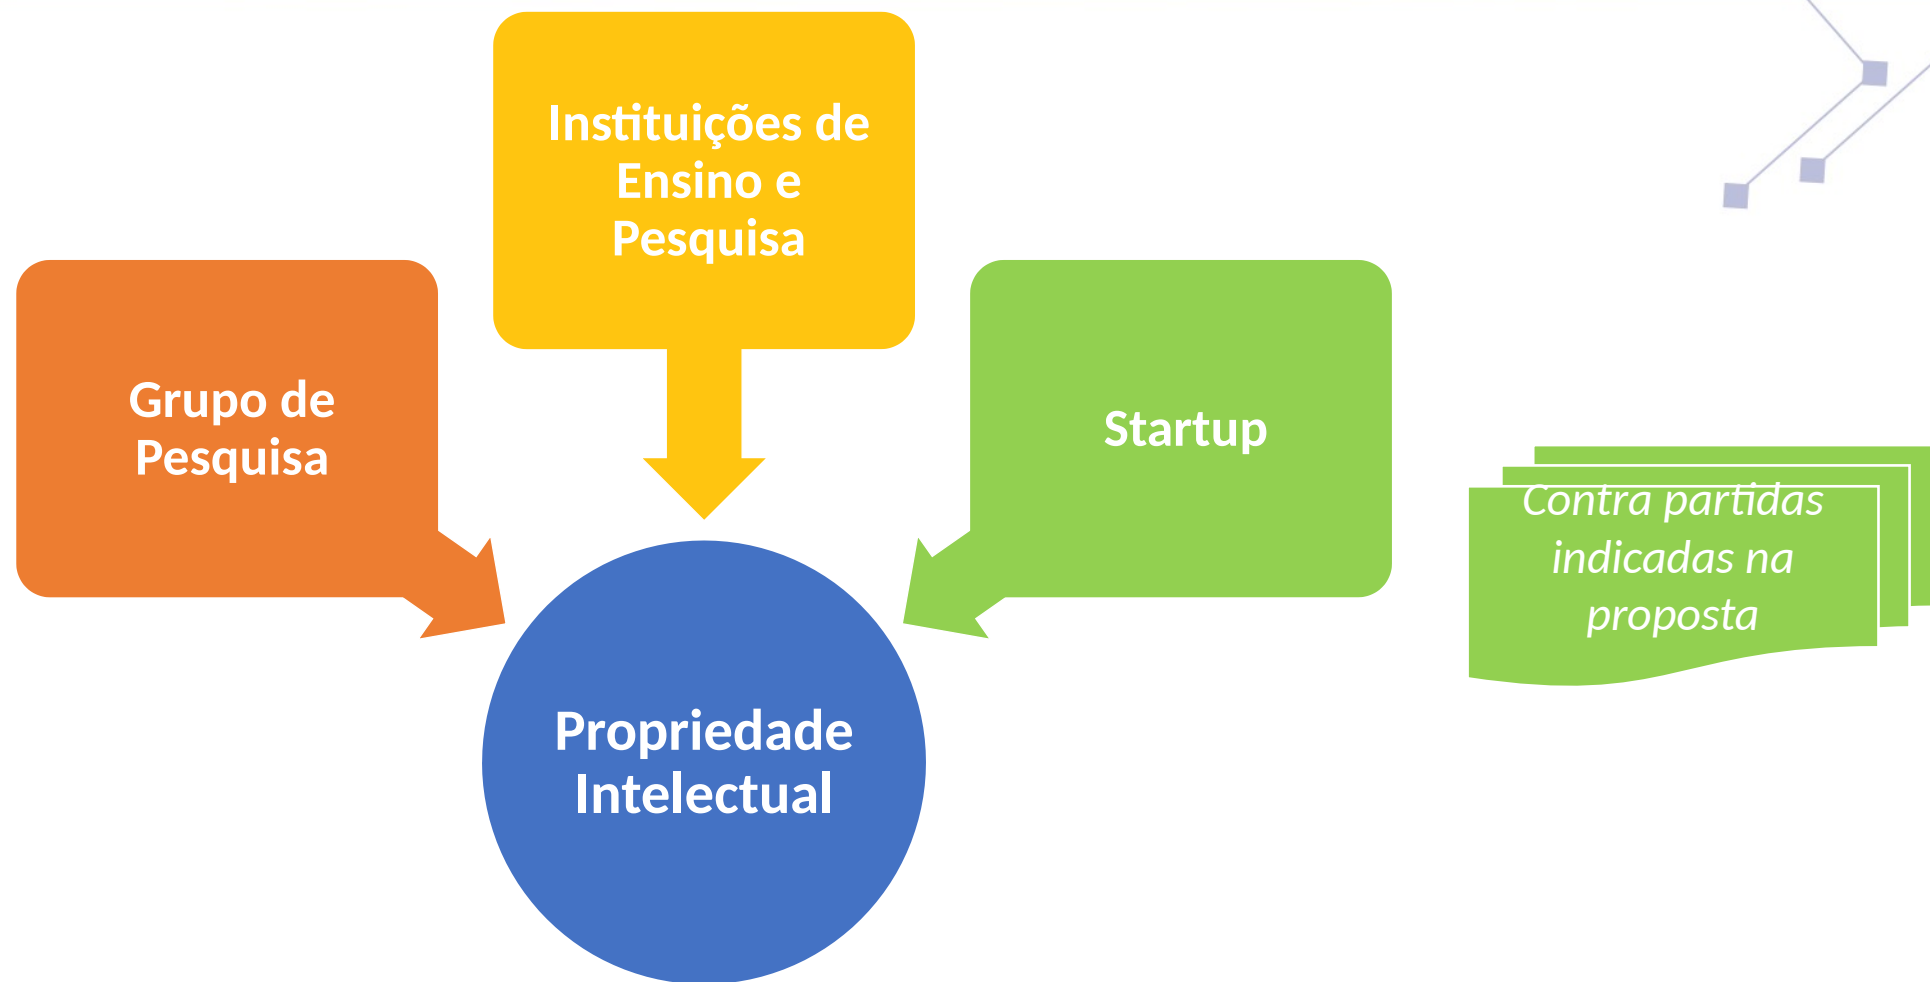 Instituições de
Ensino e
Pesquisa
Grupo de
Pesquisa
Startup
Contra partidas
indicadas na
proposta
Propriedade
Intelectual